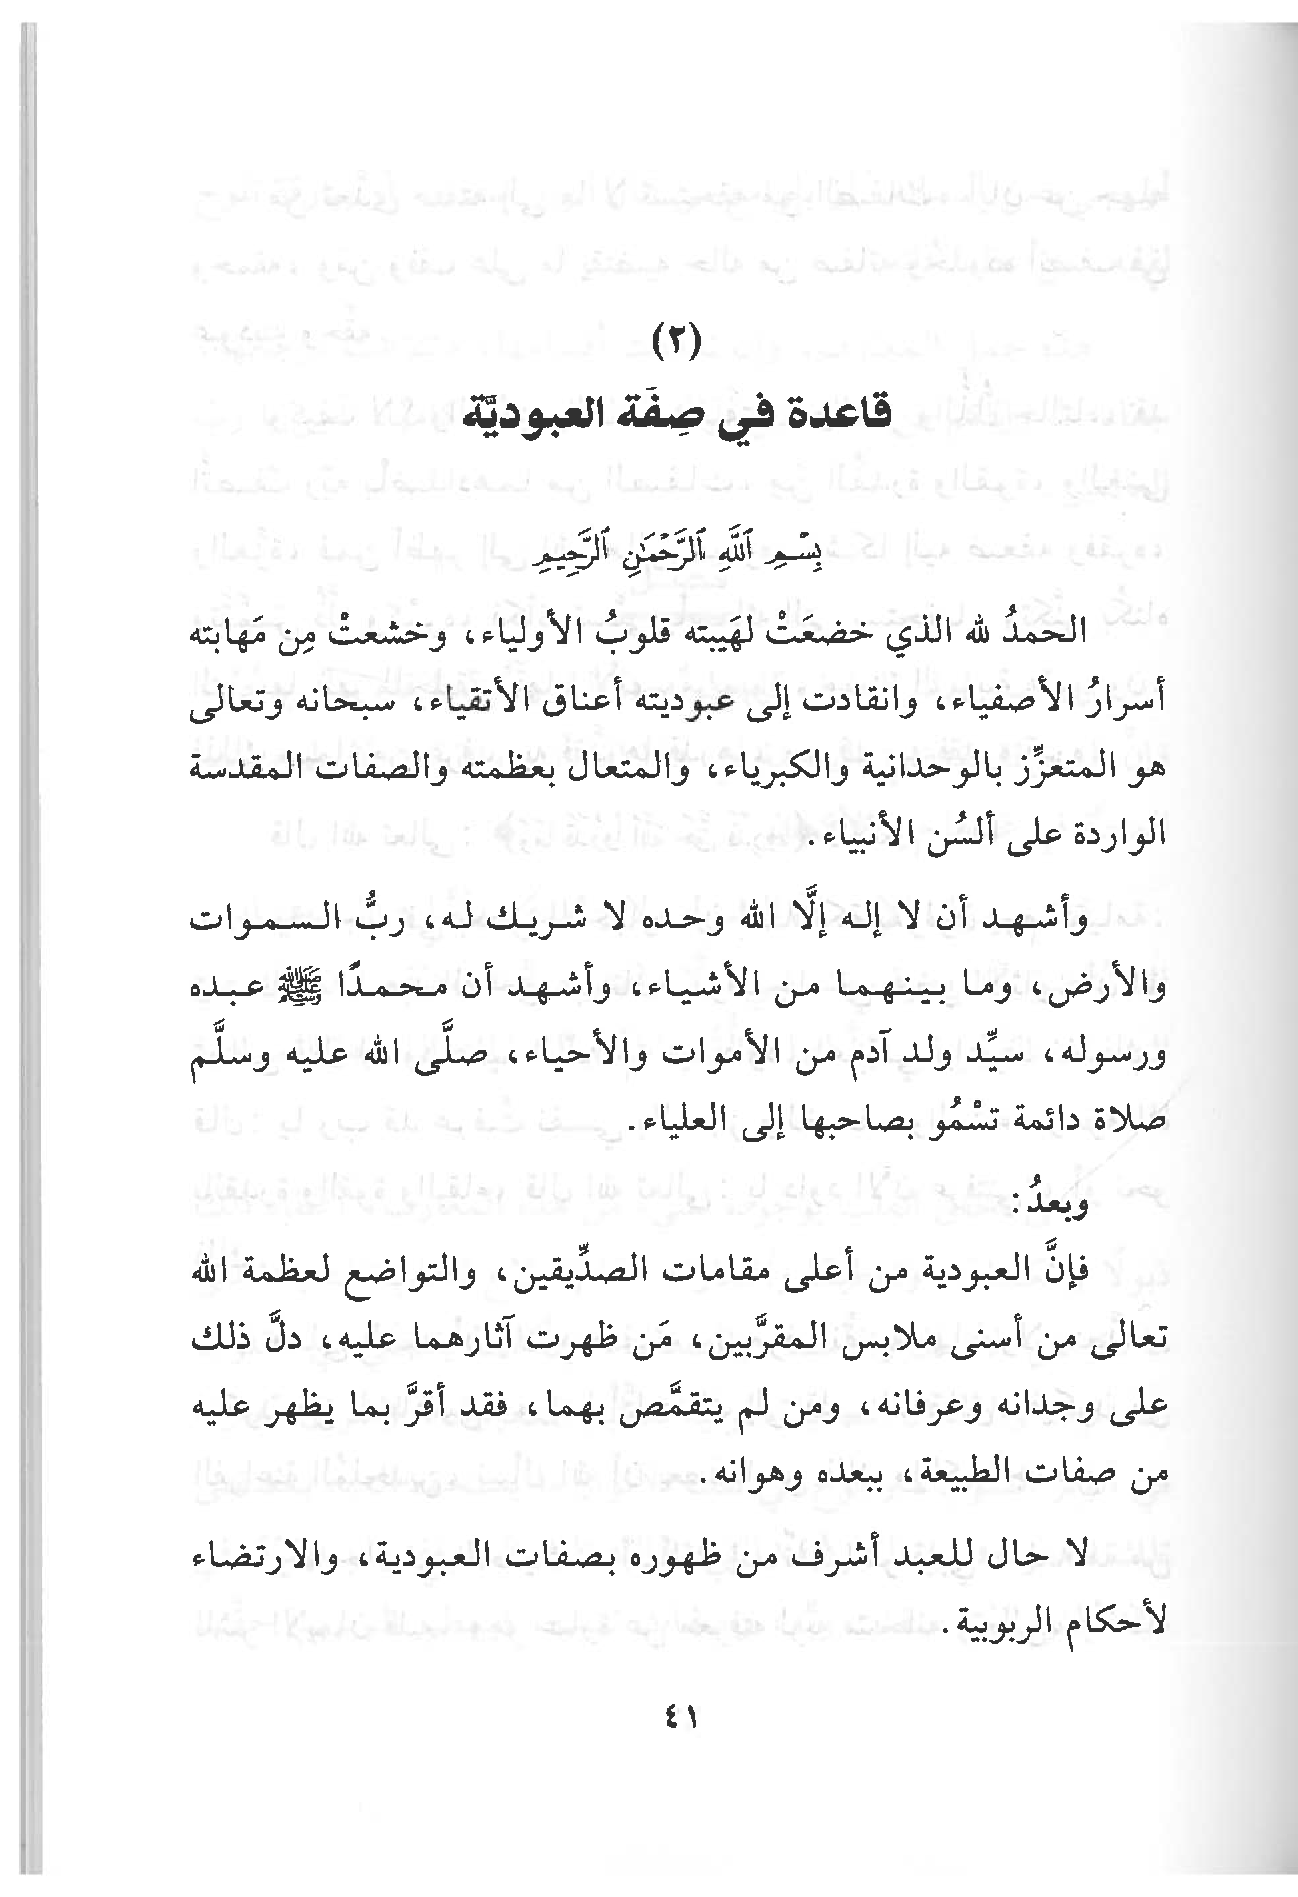 (٢)
قاعدة في صِفَة العبوديَّة
بِسْمِ ٱللَّهِ ٱلرَّحْمَٰنِ ٱلرَّحِيمِ
الحمدُ لله الذي خضعَتْ لهَيبته قلوبُ الأولياء، وخشعتْ مِن مَهابته
أسرارُ الأصفياء، وانقادت إلى عبوديته أعناق الأتقياء، سبحانه وتعالى
هو المتعزِّز بالوحدانية والكبرياء، والمتعال بعظمته والصفات المقدسة
الواردة على ألسُن الأنبياء.
وأشهد أن لا إله إلَّا الله وحده لا شريك له، ربُّ السموات
والأرض، وما بينهما من الأشياء، وأشهد أن محمدًا ﷺ عبده
ورسوله، سيِّد ولد آدم من الأموات والأحياء، صلَّى الله عليه وسلَّم
صلاة دائمة تسْمُو بصاحبها إلى العلياء.
وبعدُ:
فإنَّ العبودية من أعلى مقامات الصدِّيقين، والتواضع لعظمة الله
تعالى من أسنى ملابس المقرَّبين، مَن ظهرت آثارهما عليه، دلَّ ذلك
على وجدانه وعرفانه، ومن لم يتقمَّص بهما، فقد أقرَّ بما يظهر عليه
من صفات الطبيعة، ببعده وهوانه.
لا حال للعبد أشرف من ظهوره بصفات العبودية، والارتضاء
لأحكام الربوبية.
٤١